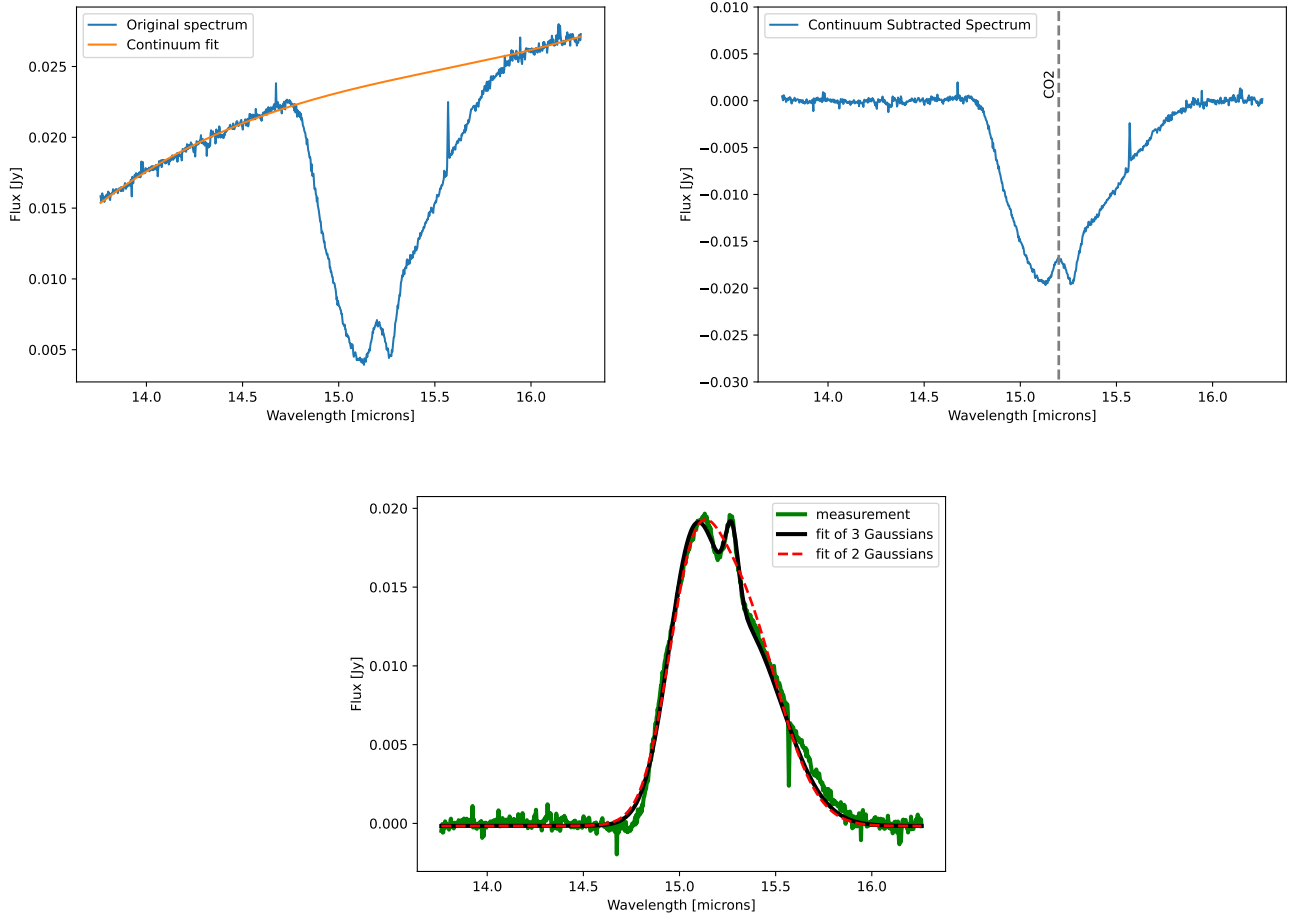 Original spectrum
Continuum fit
0.025
0.020
0.015
0.010
0.005
Flux [Jy]
14.0 14.5 15.0 15.5 16.0
Wavelength [microns]
Continuum Subtracted Spectrum
CO2
0.010
0.005
0.000
−0.005
−0.010
−0.015
−0.020
−0.025
−0.030
Flux [Jy]
14.0 14.5 15.0 15.5 16.0
Wavelength [microns]
measurement
fit of 3 Gaussians
fit of 2 Gaussians
0.020
0.015
0.010
0.005
0.000
Flux [Jy]
14.0 14.5 15.0 15.5 16.0
Wavelength [microns]